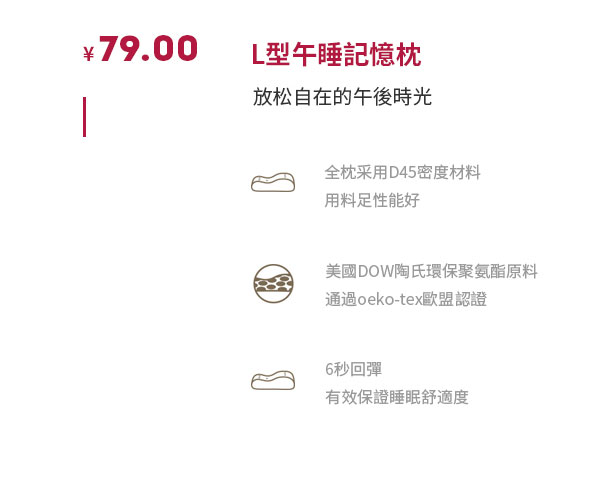 ¥79.00
L型午睡記憶枕
放松自在的午後時光
全枕采用D45密度材料
用料足性能好
美國DOW陶氏環保聚氨酯原料
通過oeko-tex歐盟認證
6秒回彈
有效保證睡眠舒適度